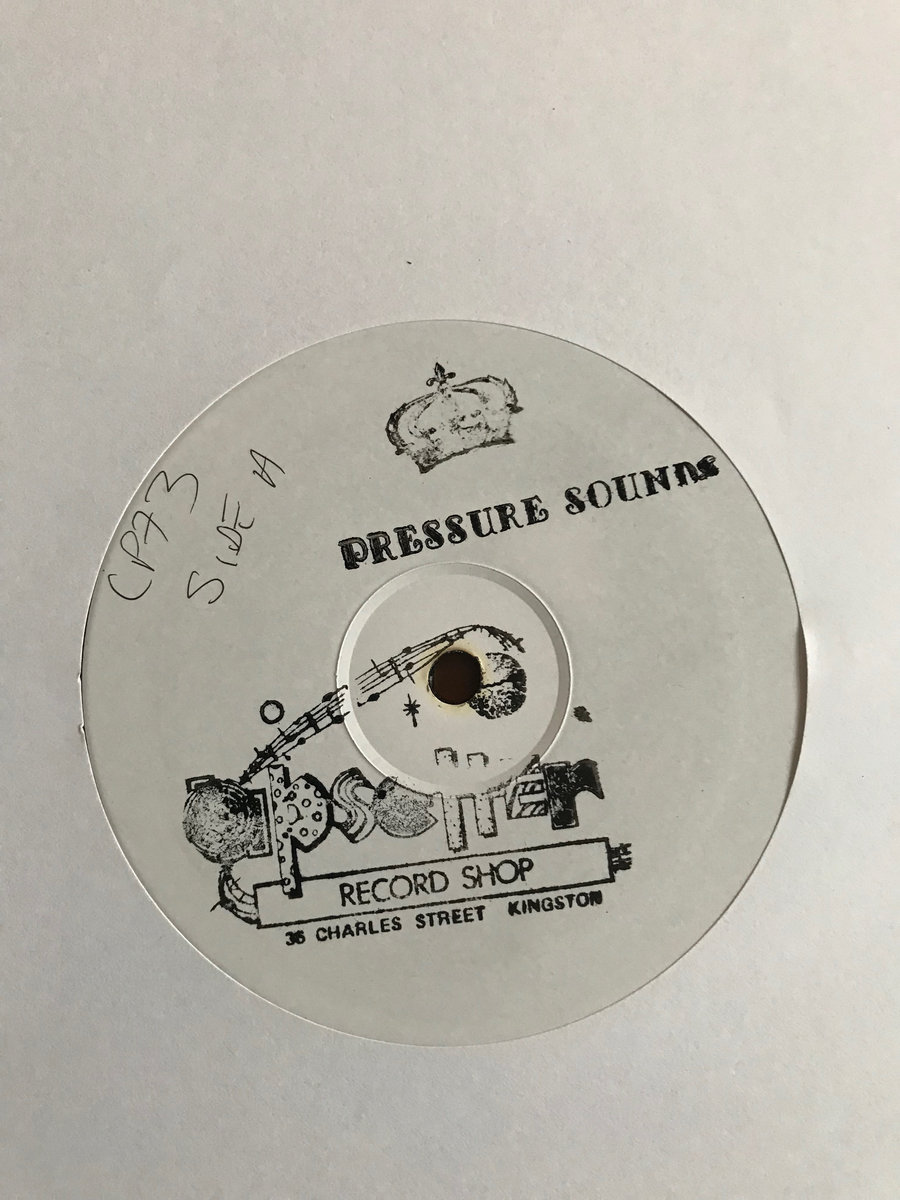 CP73
SIDE A
PRESSURE SOUNDS
RECORD SHOP
36 CHARLES STREET KINGSTON